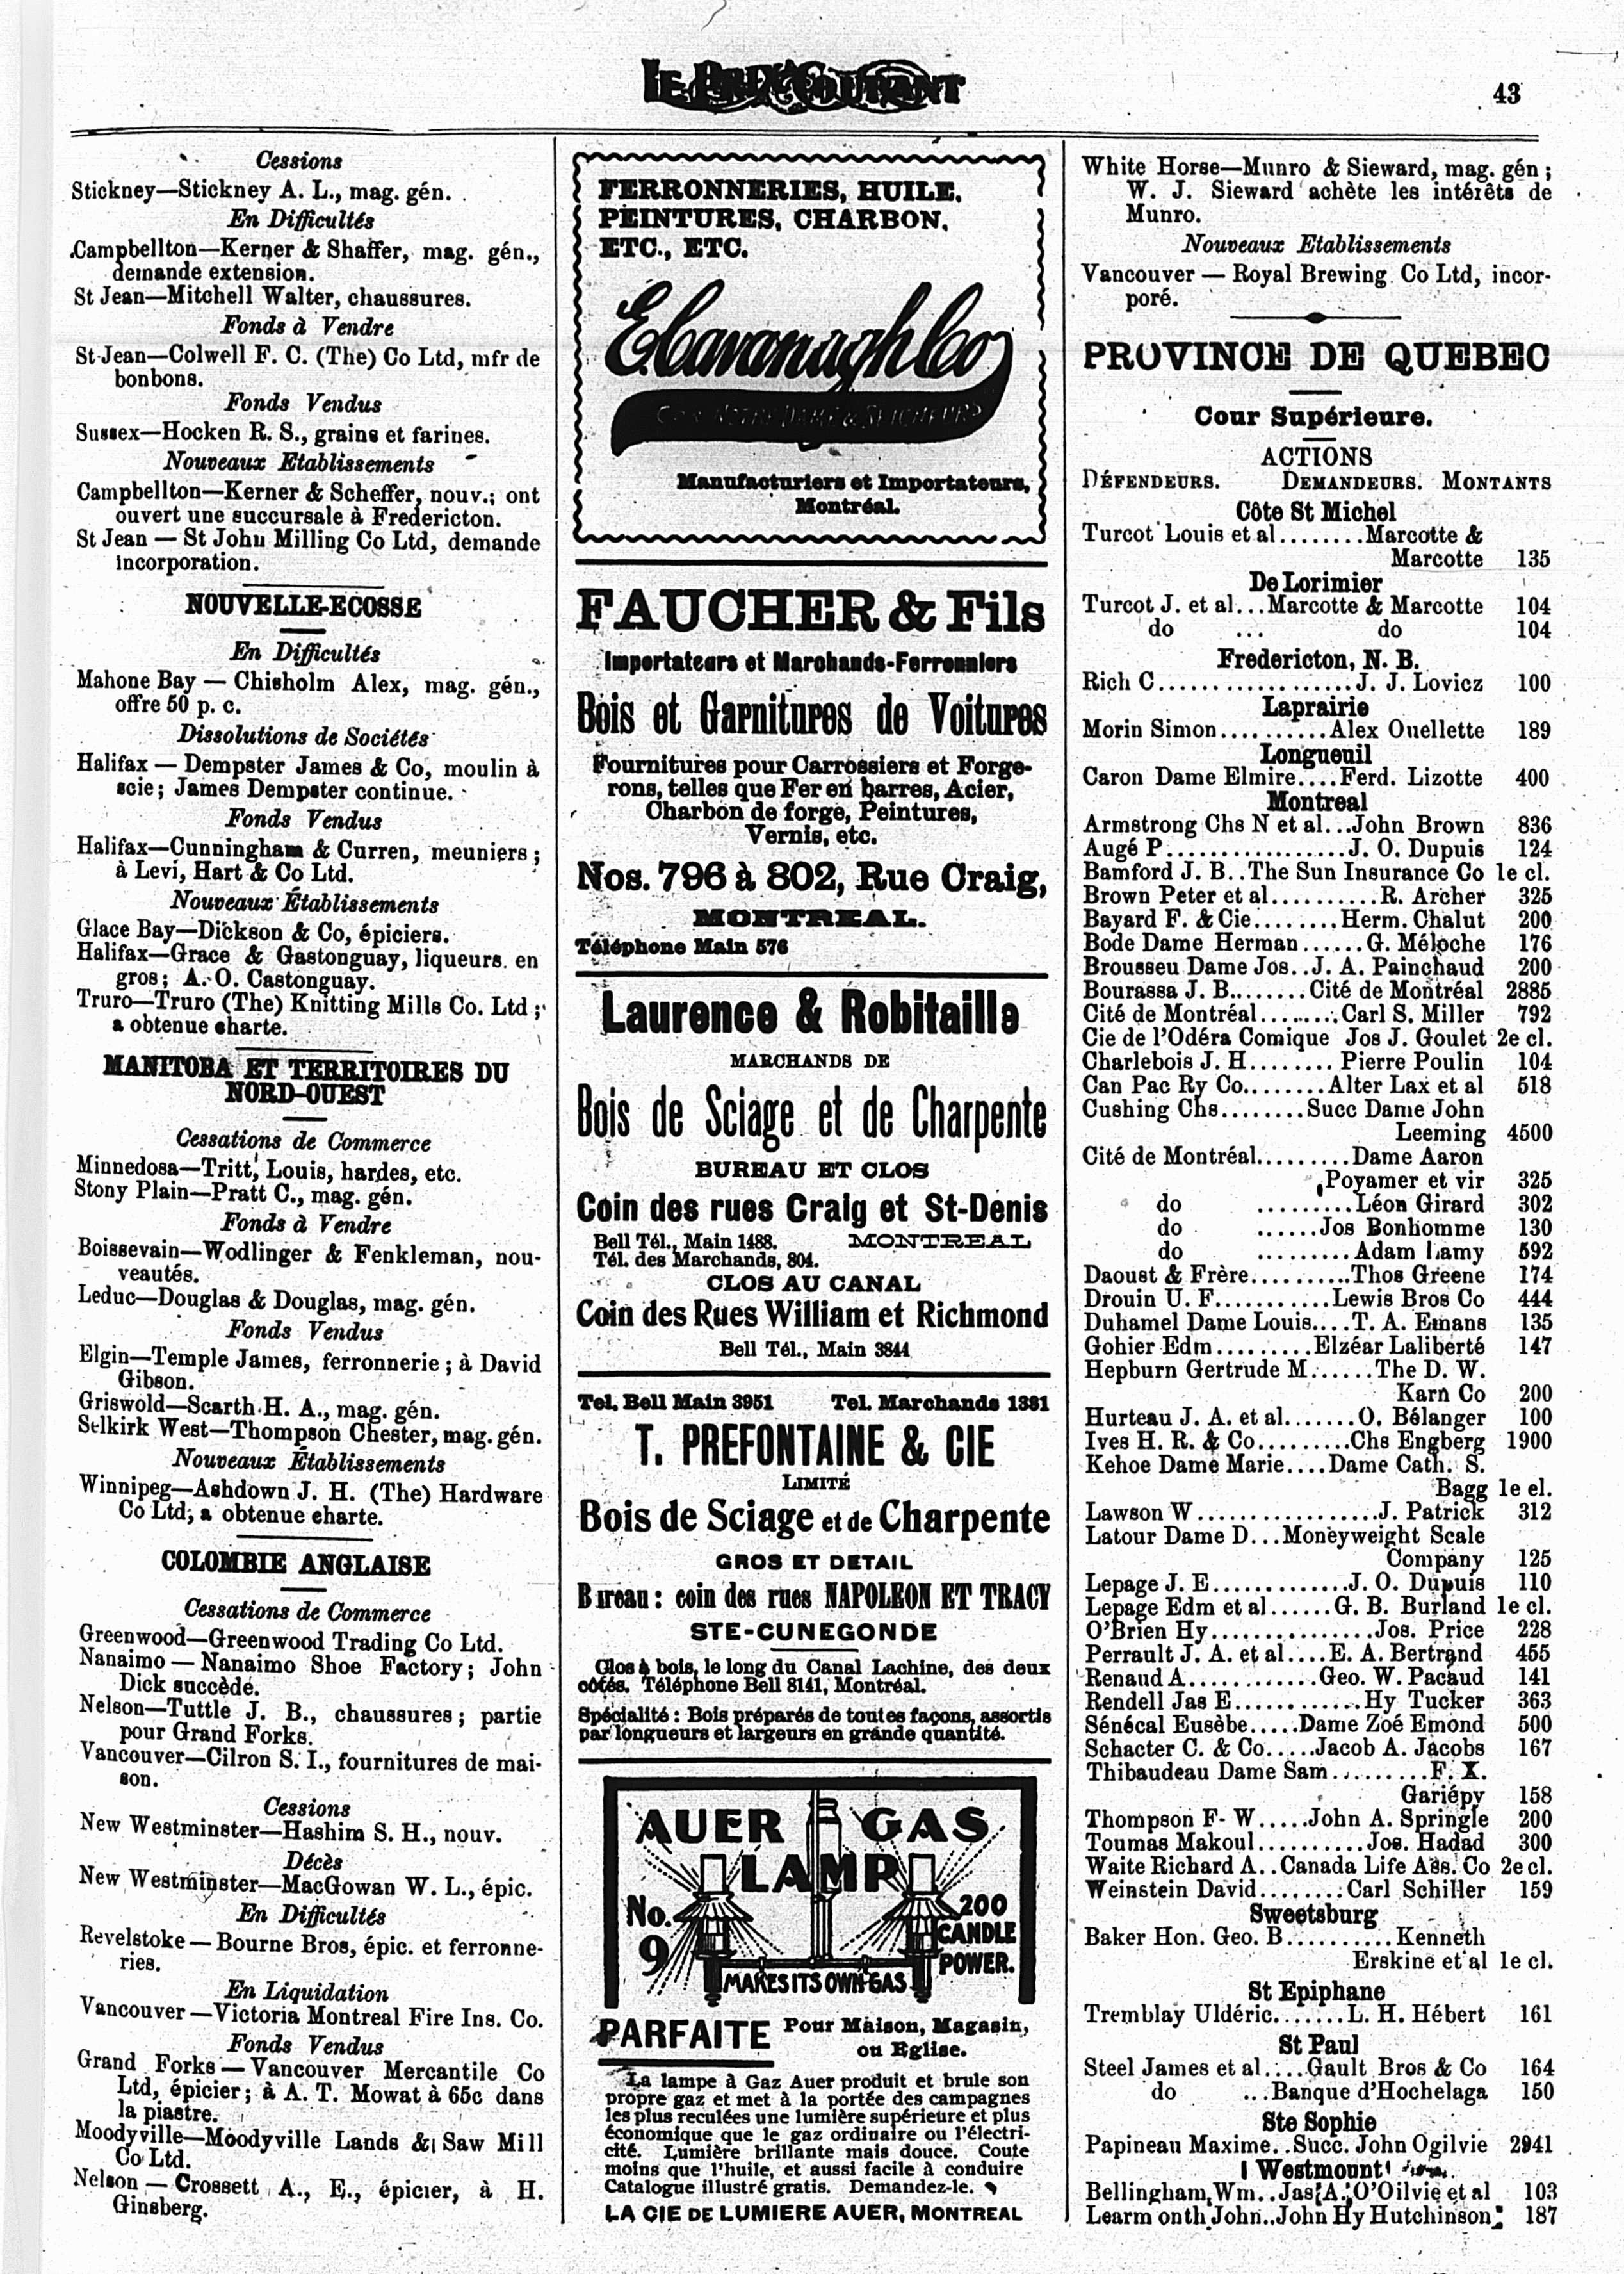 LE PRIX COURANT
43
Cessions
Stickney—Stickney A. L., mag. gén.
En Difficultés
Campbellton—Kerner & Shaffer, mag. gén.,
demande extension.
St Jean—Mitchell Walter, chaussures.
Fonds à Vendre
St Jean—Colwell F. C. (The) Co Ltd, mfr de
bonbons.
Fonds Vendus
Sussex—Hocken R. S., grains et farines.
Nouveaux Etablissements
Campbellton—Kerner & Scheffer, nouv.; ont
ouvert une succursale à Fredericton.
St Jean — St John Milling Co Ltd, demande
incorporation.
NOUVELLE-ECOSSE
En Difficultés
Mahone Bay — Chisholm Alex, mag. gén.,
offre 50 p. c.
Dissolutions de Sociétés
Halifax — Dempster James & Co, moulin à
scie; James Dempster continue.
Fonds Vendus
Halifax—Cunningham & Curren, meuniers;
à Levi, Hart & Co Ltd.
Nouveaux Établissements
Glace Bay—Dickson & Co, épiciers.
Halifax—Grace & Gastonguay, liqueurs en
gros; A. O. Castonguay.
Truro—Truro (The) Knitting Mills Co. Ltd;
a obtenue charte.
MANITOBA ET TERRITOIRES DU
NORD-OUEST
Cessations de Commerce
Minnedosa—Tritt, Louis, hardes, etc.
Stony Plain—Pratt C., mag. gén.
Fonds à Vendre
Boissevain—Wodlinger & Fenkleman, nou-
veautés.
Leduc—Douglas & Douglas, mag. gén.
Fonds Vendus
Elgin—Temple James, ferronnerie; à David
Gibson.
Griswold—Scarth H. A., mag. gén.
Selkirk West—Thompson Chester, mag. gén.
Nouveaux Établissements
Winnipeg—Ashdown J. H. (The) Hardware
Co Ltd; a obtenue charte.
COLOMBIE ANGLAISE
Cessations de Commerce
Greenwood—Greenwood Trading Co Ltd.
Nanaimo — Nanaimo Shoe Factory; John
Dick succède.
Nelson—Tuttle J. B., chaussures; partie
pour Grand Forks.
Vancouver—Cilron S. I., fournitures de mai-
son.
Cessions
New Westminster—Hashim S. H., nouv.
Décès
New Westminster—MacGowan W. L., épic.
En Difficultés
Revelstoke — Bourne Bros, épic. et ferronne-
ries.
En Liquidation
Vancouver—Victoria Montreal Fire Ins. Co.
Fonds Vendus
Grand Forks — Vancouver Mercantile Co
Ltd, épicier; à A. T. Mowat à 65c dans
la piastre.
Moodyville—Moodyville Lands & Saw Mill
Co Ltd.
Nelson — Crossett A., E., épicier, à H.
Ginsberg.
FERRONNERIES, HUILE,
PEINTURES, CHARBON,
ETC., ETC.
E. Cavanagh Co
COIN NOTRE DAME & SEIGNEURS
Manufacturiers et Importateurs,
Montréal.
FAUCHER & Fils
Importateurs et Marchands-Ferronniers
Bois et Garnitures de Voitures
Fournitures pour Carrossiers et Forge-
rons, telles que Fer en barres, Acier,
Charbon de forge, Peintures,
Vernis, etc.
Nos. 796 à 802, Rue Craig,
MONTREAL.
Téléphone Main 576
Laurence & Robitaille
MARCHANDS DE
Bois de Sciage et de Charpente
BUREAU ET CLOS
Coin des rues Craig et St-Denis
Bell Tél., Main 1488. MONTREAL
Tél. des Marchands, 804.
CLOS AU CANAL
Coin des Rues William et Richmond
Bell Tél., Main 3844
Tel. Bell Main 3951 Tel. Marchands 1381
T. PREFONTAINE & CIE
LIMITÉ
Bois de Sciage et de Charpente
GROS ET DETAIL
Bureau: coin des rues NAPOLEON ET TRACY
STE-CUNEGONDE
Clos à bois, le long du Canal Lachine, des deux
côtés. Téléphone Bell 8141, Montréal.
Spécialité: Bois préparés de toutes façons, assortis
par longueurs et largeurs en grande quantité.
AUER GAS
LAMP
No.
9
200
CANDLE
POWER.
MAKES ITS OWN GAS
PARFAITE Pour Maison, Magasin,
ou Eglise.
La lampe à Gaz Auer produit et brule son
propre gaz et met à la portée des campagnes
les plus reculées une lumière supérieure et plus
économique que le gaz ordinaire ou l'électri-
cité. Lumière brillante mais douce. Coute
moins que l'huile, et aussi facile à conduire
Catalogue illustré gratis. Demandez-le.
LA CIE DE LUMIERE AUER, MONTREAL
White Horse—Munro & Sieward, mag. gén;
W. J. Sieward achète les intérêts de
Munro.
Nouveaux Etablissements
Vancouver — Royal Brewing Co Ltd, incor-
poré.
PROVINCE DE QUEBEC
Cour Supérieure.
ACTIONS
DÉFENDEURS. DEMANDEURS. MONTANTS
Côte St Michel
Turcot Louis et al........Marcotte &
Marcotte 135
De Lorimier
Turcot J. et al...Marcotte & Marcotte 104
do ... do 104
Fredericton, N. B.
Rich C...................J. J. Lovicz 100
Laprairie
Morin Simon..........Alex Ouellette 189
Longueuil
Caron Dame Elmire....Ferd. Lizotte 400
Montreal
Armstrong Chs N et al...John Brown 836
Augé P.................J. O. Dupuis 124
Bamford J. B..The Sun Insurance Co 1e cl.
Brown Peter et al..........R. Archer 325
Bayard F. & Cie........Herm. Chalut 200
Bode Dame Herman......G. Méloche 176
Brousseu Dame Jos..J. A. Painchaud 200
Bourassa J. B........Cité de Montréal 2885
Cité de Montréal........Carl S. Miller 792
Cie de l'Odéra Comique Jos J. Goulet 2e cl.
Charlebois J. H........Pierre Poulin 104
Can Pac Ry Co........Alter Lax et al 518
Cushing Chs........Succ Dame John
Leeming 4500
Cité de Montréal.........Dame Aaron
Poyamer et vir 325
do .........Léon Girard 302
do ......Jos Bonhomme 130
do .........Adam Lamy 592
Daoust & Frère..........Thos Greene 174
Drouin U. F...........Lewis Bros Co 444
Duhamel Dame Louis....T. A. Emans 135
Gohier Edm.........Elzéar Laliberté 147
Hepburn Gertrude M......The D. W.
Karn Co 200
Hurteau J. A. et al.......O. Bélanger 100
Ives H. R. & Co.........Chs Engberg 1900
Kehoe Dame Marie....Dame Cath. S.
Bagg 1e cl.
Lawson W..................J. Patrick 312
Latour Dame D...Moneyweight Scale
Company 125
Lepage J. E.............J. O. Dupuis 110
Lepage Edm et al......G. B. Burland 1e cl.
O'Brien Hy...............Jos. Price 228
Perrault J. A. et al....E. A. Bertrand 455
Renaud A.............Geo. W. Pacaud 141
Rendell Jas E............Hy Tucker 363
Sénécal Eusèbe.....Dame Zoé Emond 500
Schacter C. & Co.....Jacob A. Jacobs 167
Thibaudeau Dame Sam.........F. X.
Gariépy 158
Thompson F. W.....John A. Springle 200
Toumas Makoul...........Jos. Hadad 300
Waite Richard A..Canada Life Ass. Co 2e cl.
Weinstein David........Carl Schiller 159
Sweetsburg
Baker Hon. Geo. B..........Kenneth
Erskine et al 1e cl.
St Epiphane
Tremblay Uldéric.......L. H. Hébert 161
St Paul
Steel James et al.....Gault Bros & Co 164
do ...Banque d'Hochelaga 150
Ste Sophie
Papineau Maxime..Succ. John Ogilvie 2941
Westmount
Bellingham Wm..Jas A. O'Oilvie et al 103
Learmonth John..John Hy Hutchinson 187